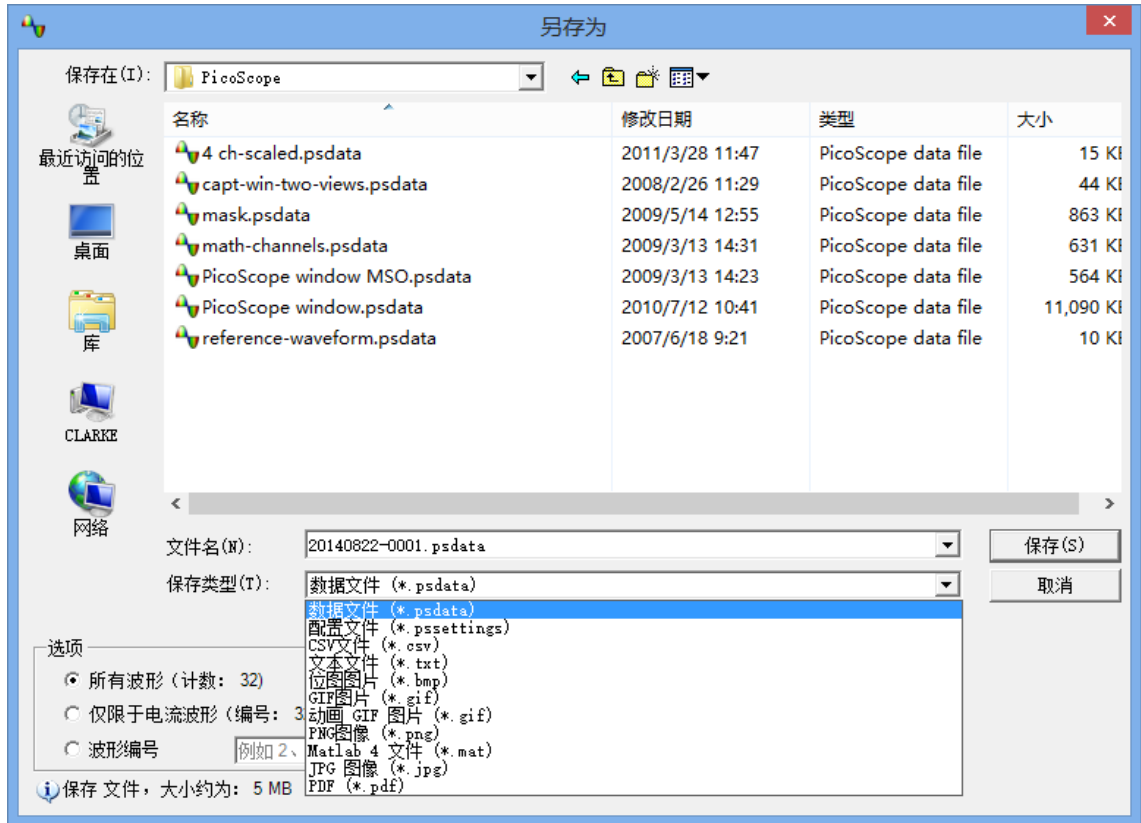 另存为
保存在(I):
PicoScope
最近访问的位
置
桌面
库
CLARKE
网络
名称 修改日期 类型 大小
4 ch-scaled.psdata 2011/3/28 11:47 PicoScope data file 15
capt-win-two-views.psdata 2008/2/26 11:29 PicoScope data file 44
mask.psdata 2009/5/14 12:55 PicoScope data file 863
math-channels.psdata 2009/3/13 14:31 PicoScope data file 631
PicoScope window MSO.psdata 2009/3/13 14:23 PicoScope data file 564
PicoScope window.psdata 2010/7/12 10:41 PicoScope data file 11,090
reference-waveform.psdata 2007/6/18 9:21 PicoScope data file 10
文件名(N): 20140822-0001.psdata 保存(S)
保存类型(T): 数据文件 (*.psdata) 取消
数据文件 (*.psdata)
配置文件 (*.pssettings)
CSV文件 (*.csv)
文本文件 (*.txt)
位图图片 (*.bmp)
GIF图片 (*.gif)
动画 GIF 图片 (*.gif)
PNG图像 (*.png)
Matlab 4 文件 (*.mat)
JPG 图像 (*.jpg)
PDF (*.pdf)
选项
所有波形 (计数: 32)
仅限于电流波形 (编号:
波形编号 例如 2、
保存 文件，大小约为: 5 MB